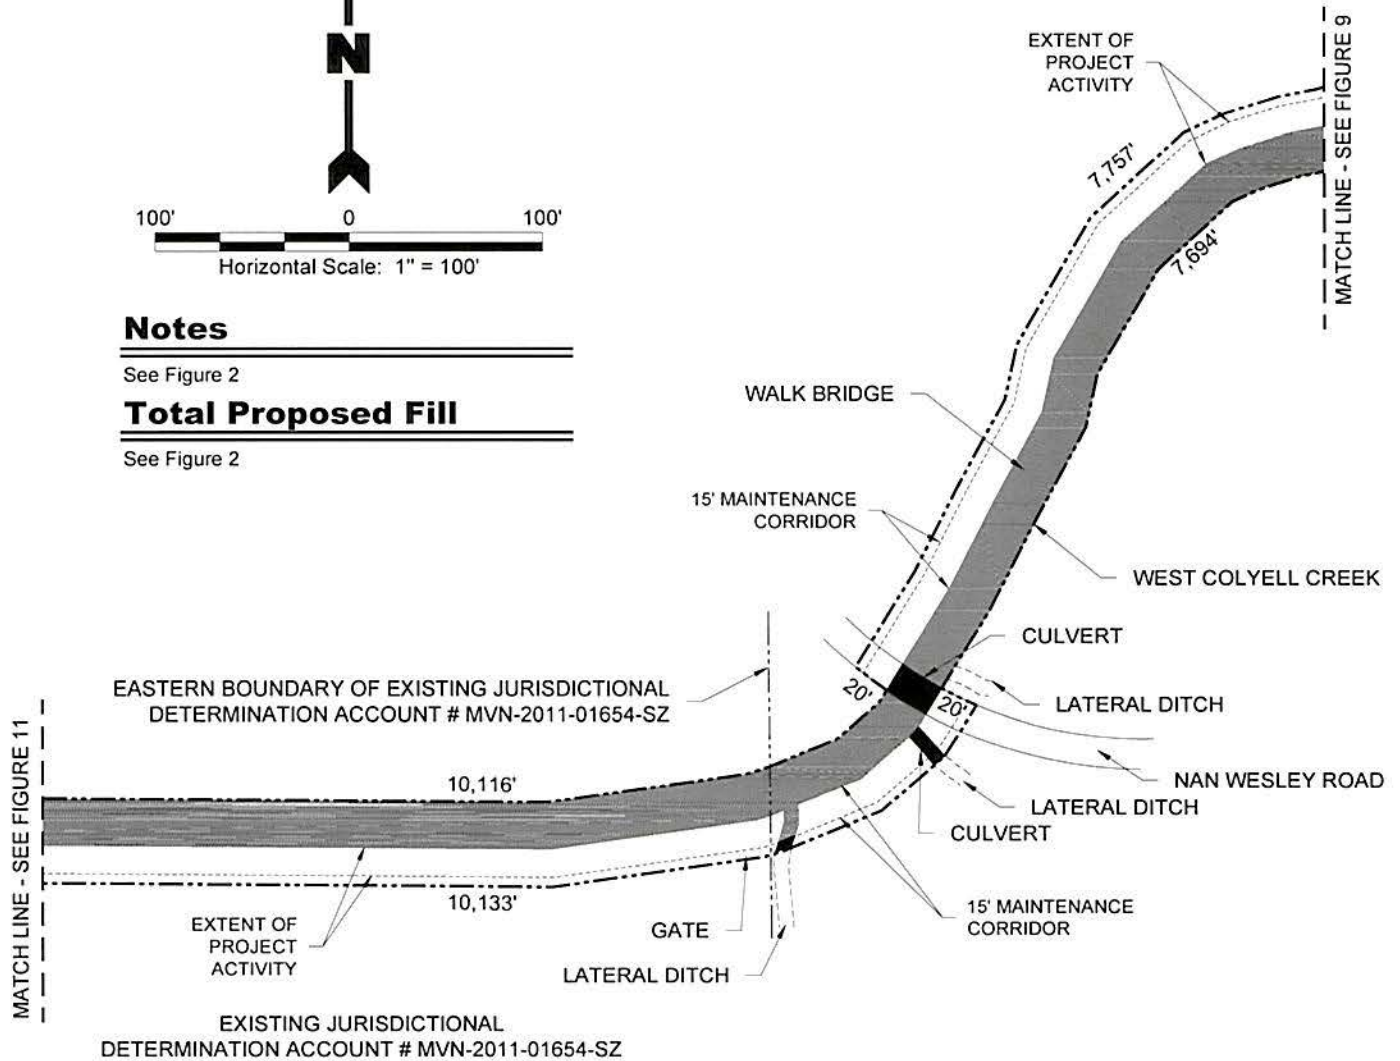 N
100' 0 100'
Horizontal Scale: 1" = 100'
Notes
See Figure 2
Total Proposed Fill
See Figure 2
EXTENT OF
PROJECT
ACTIVITY
MATCH LINE - SEE FIGURE 9
7,757'
7,694'
WALK BRIDGE
15' MAINTENANCE
CORRIDOR
WEST COLYELL CREEK
CULVERT
20'
20'
LATERAL DITCH
NAN WESLEY ROAD
LATERAL DITCH
CULVERT
EASTERN BOUNDARY OF EXISTING JURISDICTIONAL
DETERMINATION ACCOUNT # MVN-2011-01654-SZ
MATCH LINE - SEE FIGURE 11
10,116'
10,133'
EXTENT OF
PROJECT
ACTIVITY
GATE
LATERAL DITCH
15' MAINTENANCE
CORRIDOR
EXISTING JURISDICTIONAL
DETERMINATION ACCOUNT # MVN-2011-01654-SZ